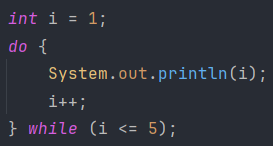 int i = 1;
do {
    System.out.println(i);
    i++;
} while (i <= 5);